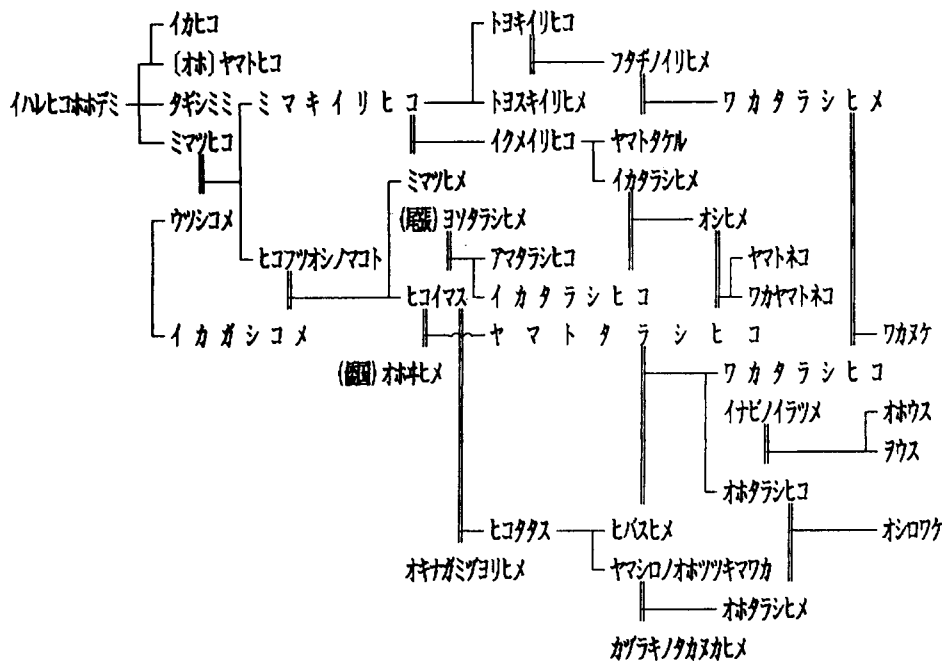 イカヒコ
トヨキイリヒコ
〔オホ〕ヤマトヒコ
フタヂノイリヒメ
イハレヒコホホデミ
タギシミミ
ミマキイリヒコ
トヨスキイリヒメ
ワカタラシヒメ
ミマツヒコ
イクメイリヒコ
ヤマトタケル
ミマツヒメ
イカタラシヒメ
ウツシコメ
(尾張)ヨソタラシヒメ
オシヒメ
ヒコフツオシノマコト
アマタラシヒコ
ヤマトネコ
ヒコイマス
イカタラシヒコ
ワカヤマトネコ
イカガシコメ
ヤマトタラシヒコ
ワカヌケ
オホヰヒメ
ワカタラシヒコ
イナビノイラツメ
オホウス
ヲウス
オホタラシヒコ
ヒコタタス
ヒバスヒメ
オシロワケ
オキナガミヅヨリヒメ
ヤマシロノオホツツキマワカ
オホタラシヒメ
カヅラキノタカヌカヒメ